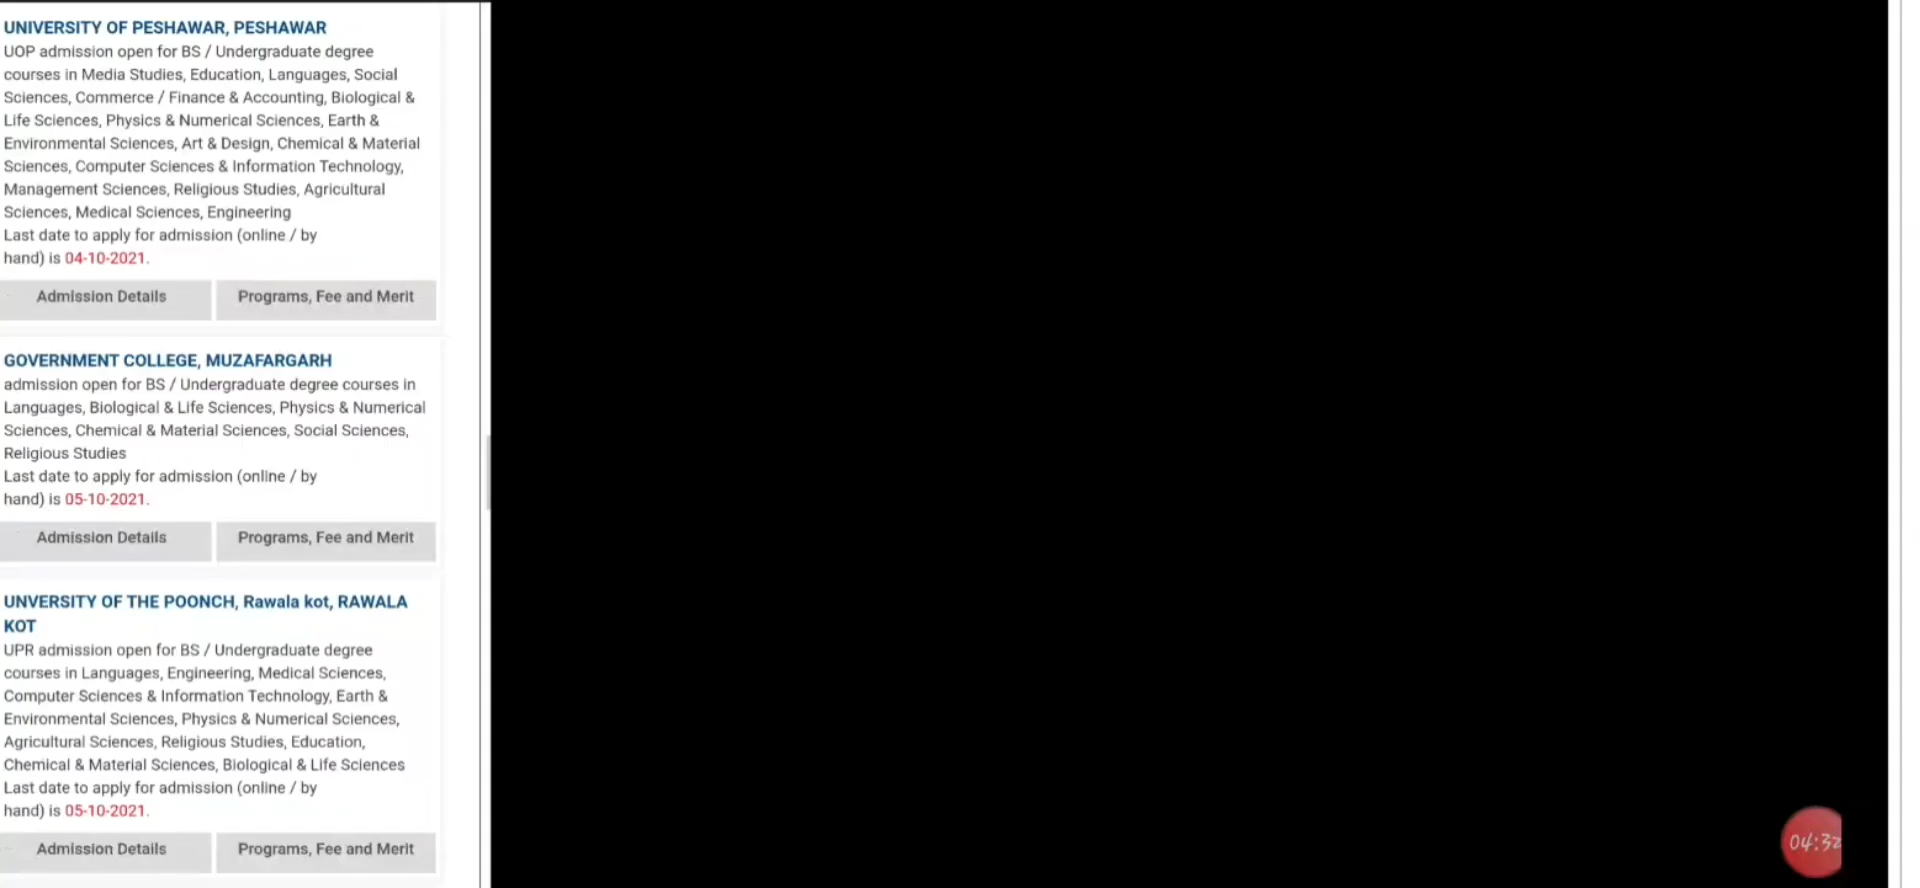 UNIVERSITY OF PESHAWAR, PESHAWAR
UOP admission open for BS / Undergraduate degree
courses in Media Studies, Education, Languages, Social
Sciences, Commerce / Finance & Accounting, Biological &
Life Sciences, Physics & Numerical Sciences, Earth &
Environmental Sciences, Art & Design, Chemical & Material
Sciences, Computer Sciences & Information Technology,
Management Sciences, Religious Studies, Agricultural
Sciences, Medical Sciences, Engineering
Last date to apply for admission (online / by
hand) is 04-10-2021.
Admission Details Programs, Fee and Merit
GOVERNMENT COLLEGE, MUZAFARGARH
admission open for BS / Undergraduate degree courses in
Languages, Biological & Life Sciences, Physics & Numerical
Sciences, Chemical & Material Sciences, Social Sciences,
Religious Studies
Last date to apply for admission (online / by
hand) is 05-10-2021.
Admission Details Programs, Fee and Merit
UNVERSITY OF THE POONCH, Rawala kot, RAWALA
KOT
UPR admission open for BS / Undergraduate degree
courses in Languages, Engineering, Medical Sciences,
Computer Sciences & Information Technology, Earth &
Environmental Sciences, Physics & Numerical Sciences,
Agricultural Sciences, Religious Studies, Education,
Chemical & Material Sciences, Biological & Life Sciences
Last date to apply for admission (online / by
hand) is 05-10-2021.
Admission Details Programs, Fee and Merit
04:32